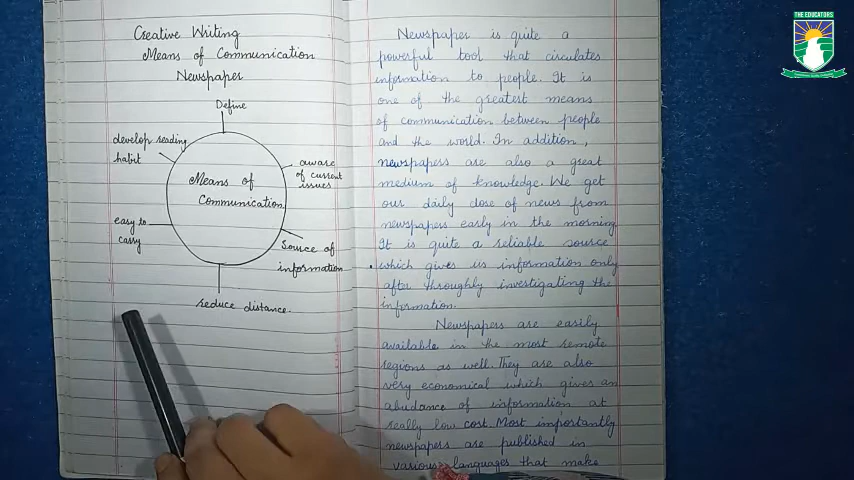 Creative Writing
Means of Communication
Newspaper
Define
develop reading
habit
aware
of current
issues
Means of
Communication
easy to
carry
Source of
information
reduce distance.
Newspaper is quite a
powerful tool that circulates
information to people. It is
one of the greatest means
of communication between people
and the world. In addition,
newspapers are also a great
medium of knowledge. We get
our daily dose of news from
newspapers early in the morning.
It is quite a reliable source
which gives us information only
after throughly investigating the
information.
Newspapers are easily
available in the most remote
regions as well. They are also
very economical which gives an
abudance of information at
really low cost. Most importantly
newspapers are published in
various languages that make
THE EDUCATORS